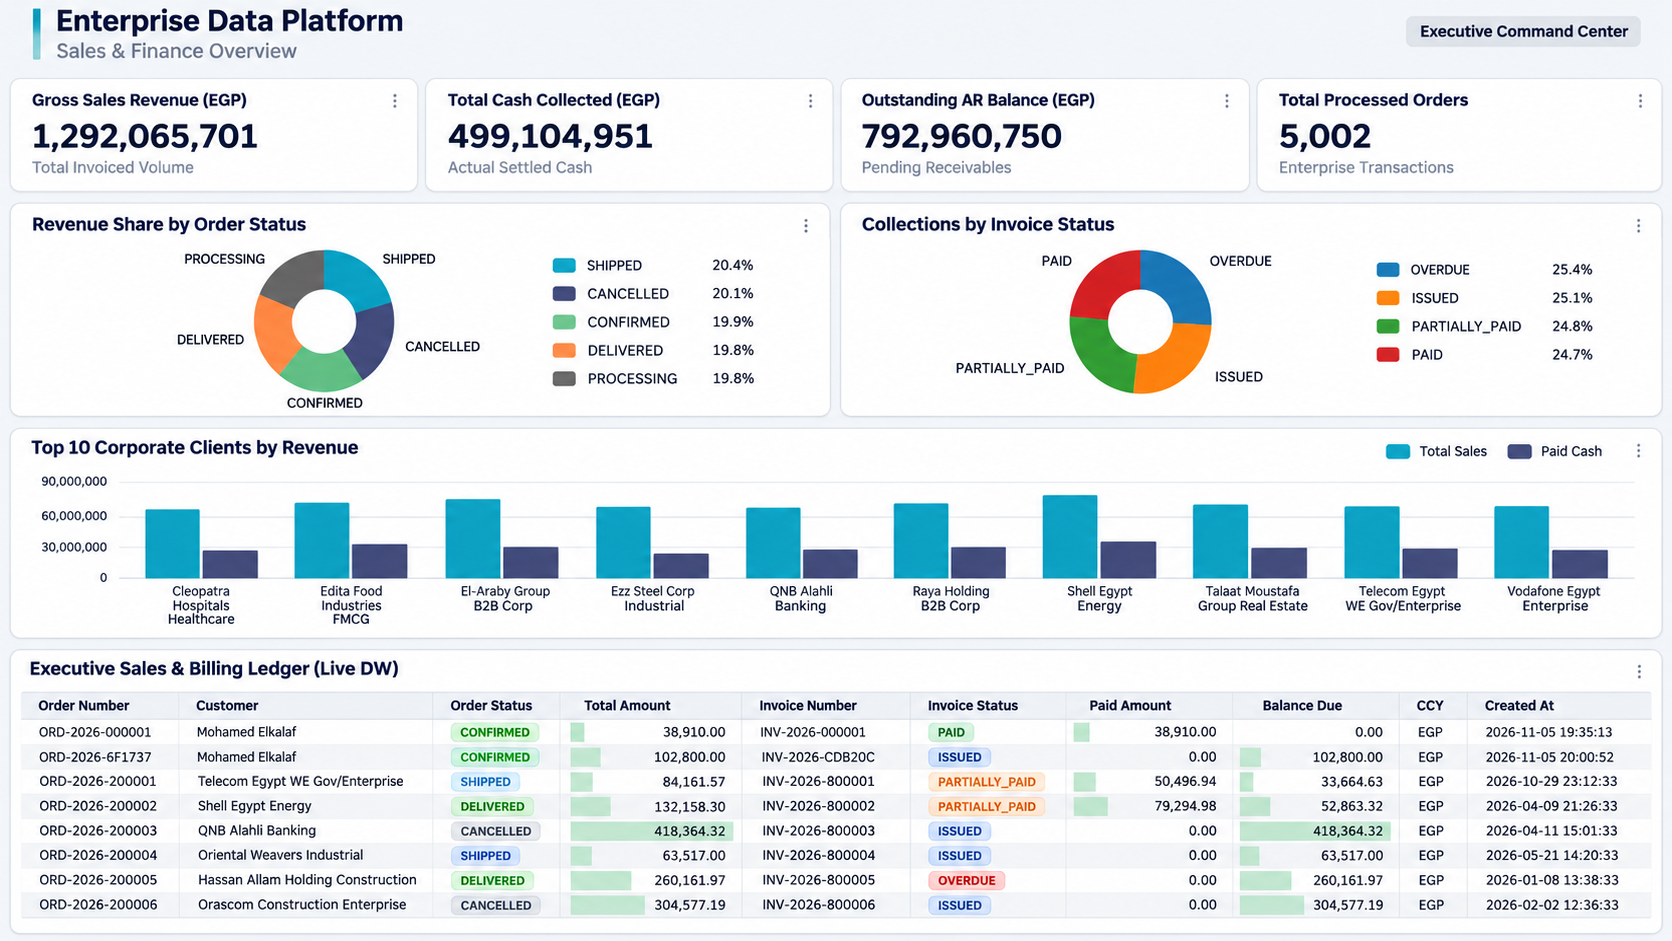 Enterprise Data Platform
Sales & Finance Overview
Executive Command Center
Gross Sales Revenue (EGP)
1,292,065,701
Total Invoiced Volume
Total Cash Collected (EGP)
499,104,951
Actual Settled Cash
Outstanding AR Balance (EGP)
792,960,750
Pending Receivables
Total Processed Orders
5,002
Enterprise Transactions
Revenue Share by Order Status
PROCESSING
SHIPPED
DELIVERED
CANCELLED
CONFIRMED
SHIPPED 20.4%
CANCELLED 20.1%
CONFIRMED 19.9%
DELIVERED 19.8%
PROCESSING 19.8%
Collections by Invoice Status
PAID
OVERDUE
PARTIALLY_PAID
ISSUED
OVERDUE 25.4%
ISSUED 25.1%
PARTIALLY_PAID 24.8%
PAID 24.7%
Top 10 Corporate Clients by Revenue
Total Sales
Paid Cash
90,000,000
60,000,000
30,000,000
0
Cleopatra
Hospitals
Healthcare
Edita Food
Industries
FMCG
El-Araby Group
B2B Corp
Ezz Steel Corp
Industrial
QNB Alahli
Banking
Raya Holding
B2B Corp
Shell Egypt
Energy
Talaat Moustafa
Group Real Estate
Telecom Egypt
WE Gov/Enterprise
Vodafone Egypt
Enterprise
Executive Sales & Billing Ledger (Live DW)
Order Number Customer Order Status Total Amount Invoice Number Invoice Status Paid Amount Balance Due CCY Created At
ORD-2026-000001 Mohamed Elkalaf CONFIRMED 38,910.00 INV-2026-000001 PAID 38,910.00 0.00 EGP 2026-11-05 19:35:13
ORD-2026-6F1737 Mohamed Elkalaf CONFIRMED 102,800.00 INV-2026-CDB20C ISSUED 0.00 102,800.00 EGP 2026-11-05 20:00:52
ORD-2026-200001 Telecom Egypt WE Gov/Enterprise SHIPPED 84,161.57 INV-2026-800001 PARTIALLY_PAID 50,496.94 33,664.63 EGP 2026-10-29 23:12:33
ORD-2026-200002 Shell Egypt Energy DELIVERED 132,158.30 INV-2026-800002 PARTIALLY_PAID 79,294.98 52,863.32 EGP 2026-04-09 21:26:33
ORD-2026-200003 QNB Alahli Banking CANCELLED 418,364.32 INV-2026-800003 ISSUED 0.00 418,364.32 EGP 2026-04-11 15:01:33
ORD-2026-200004 Oriental Weavers Industrial SHIPPED 63,517.00 INV-2026-800004 ISSUED 0.00 63,517.00 EGP 2026-05-21 14:20:33
ORD-2026-200005 Hassan Allam Holding Construction DELIVERED 260,161.97 INV-2026-800005 OVERDUE 0.00 260,161.97 EGP 2026-01-08 13:38:33
ORD-2026-200006 Orascom Construction Enterprise CANCELLED 304,577.19 INV-2026-800006 ISSUED 0.00 304,577.19 EGP 2026-02-02 12:36:33